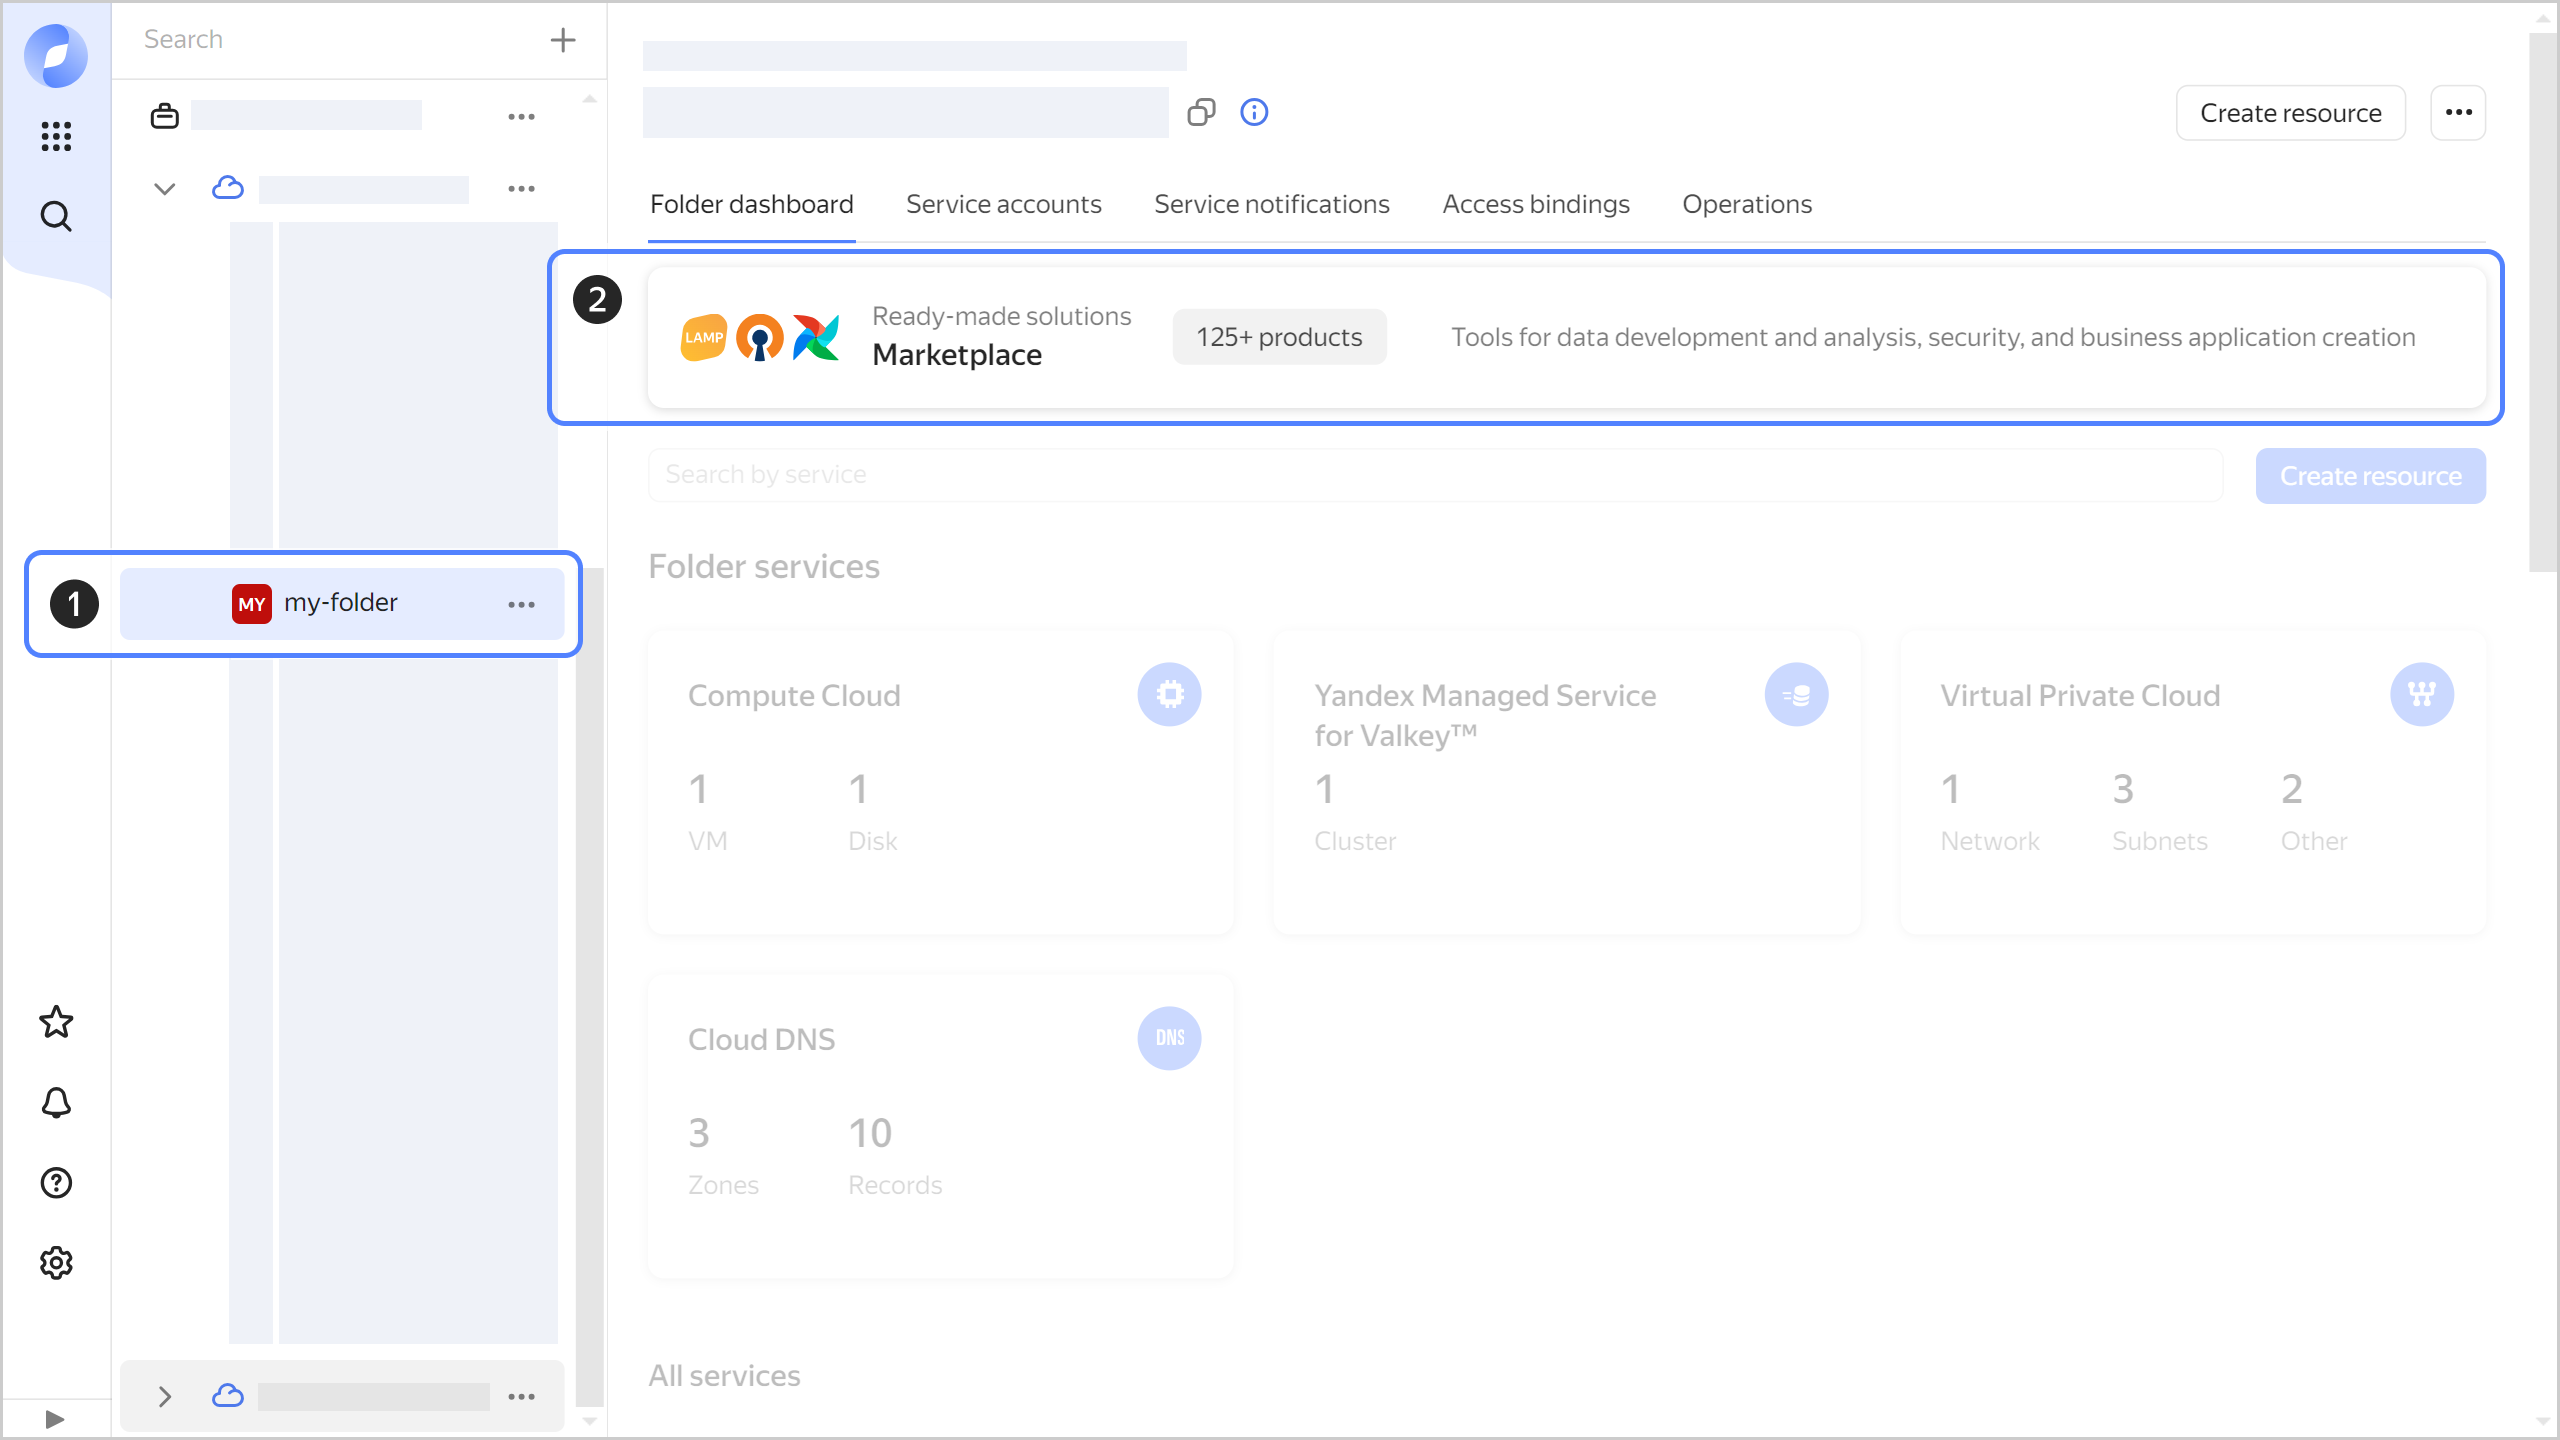 Search
Create resource
Folder dashboard
Service accounts
Service notifications
Access bindings
Operations
2
LAMP
Ready-made solutions
Marketplace
125+ products
Tools for data development and analysis, security, and business application creation
Search by service
Create resource
1
MY
my-folder
Folder services
Compute Cloud
1
VM
1
Disk
Yandex Managed Service
for Valkey™
1
Cluster
Virtual Private Cloud
1
Network
3
Subnets
2
Other
Cloud DNS
DNS
3
Zones
10
Records
All services